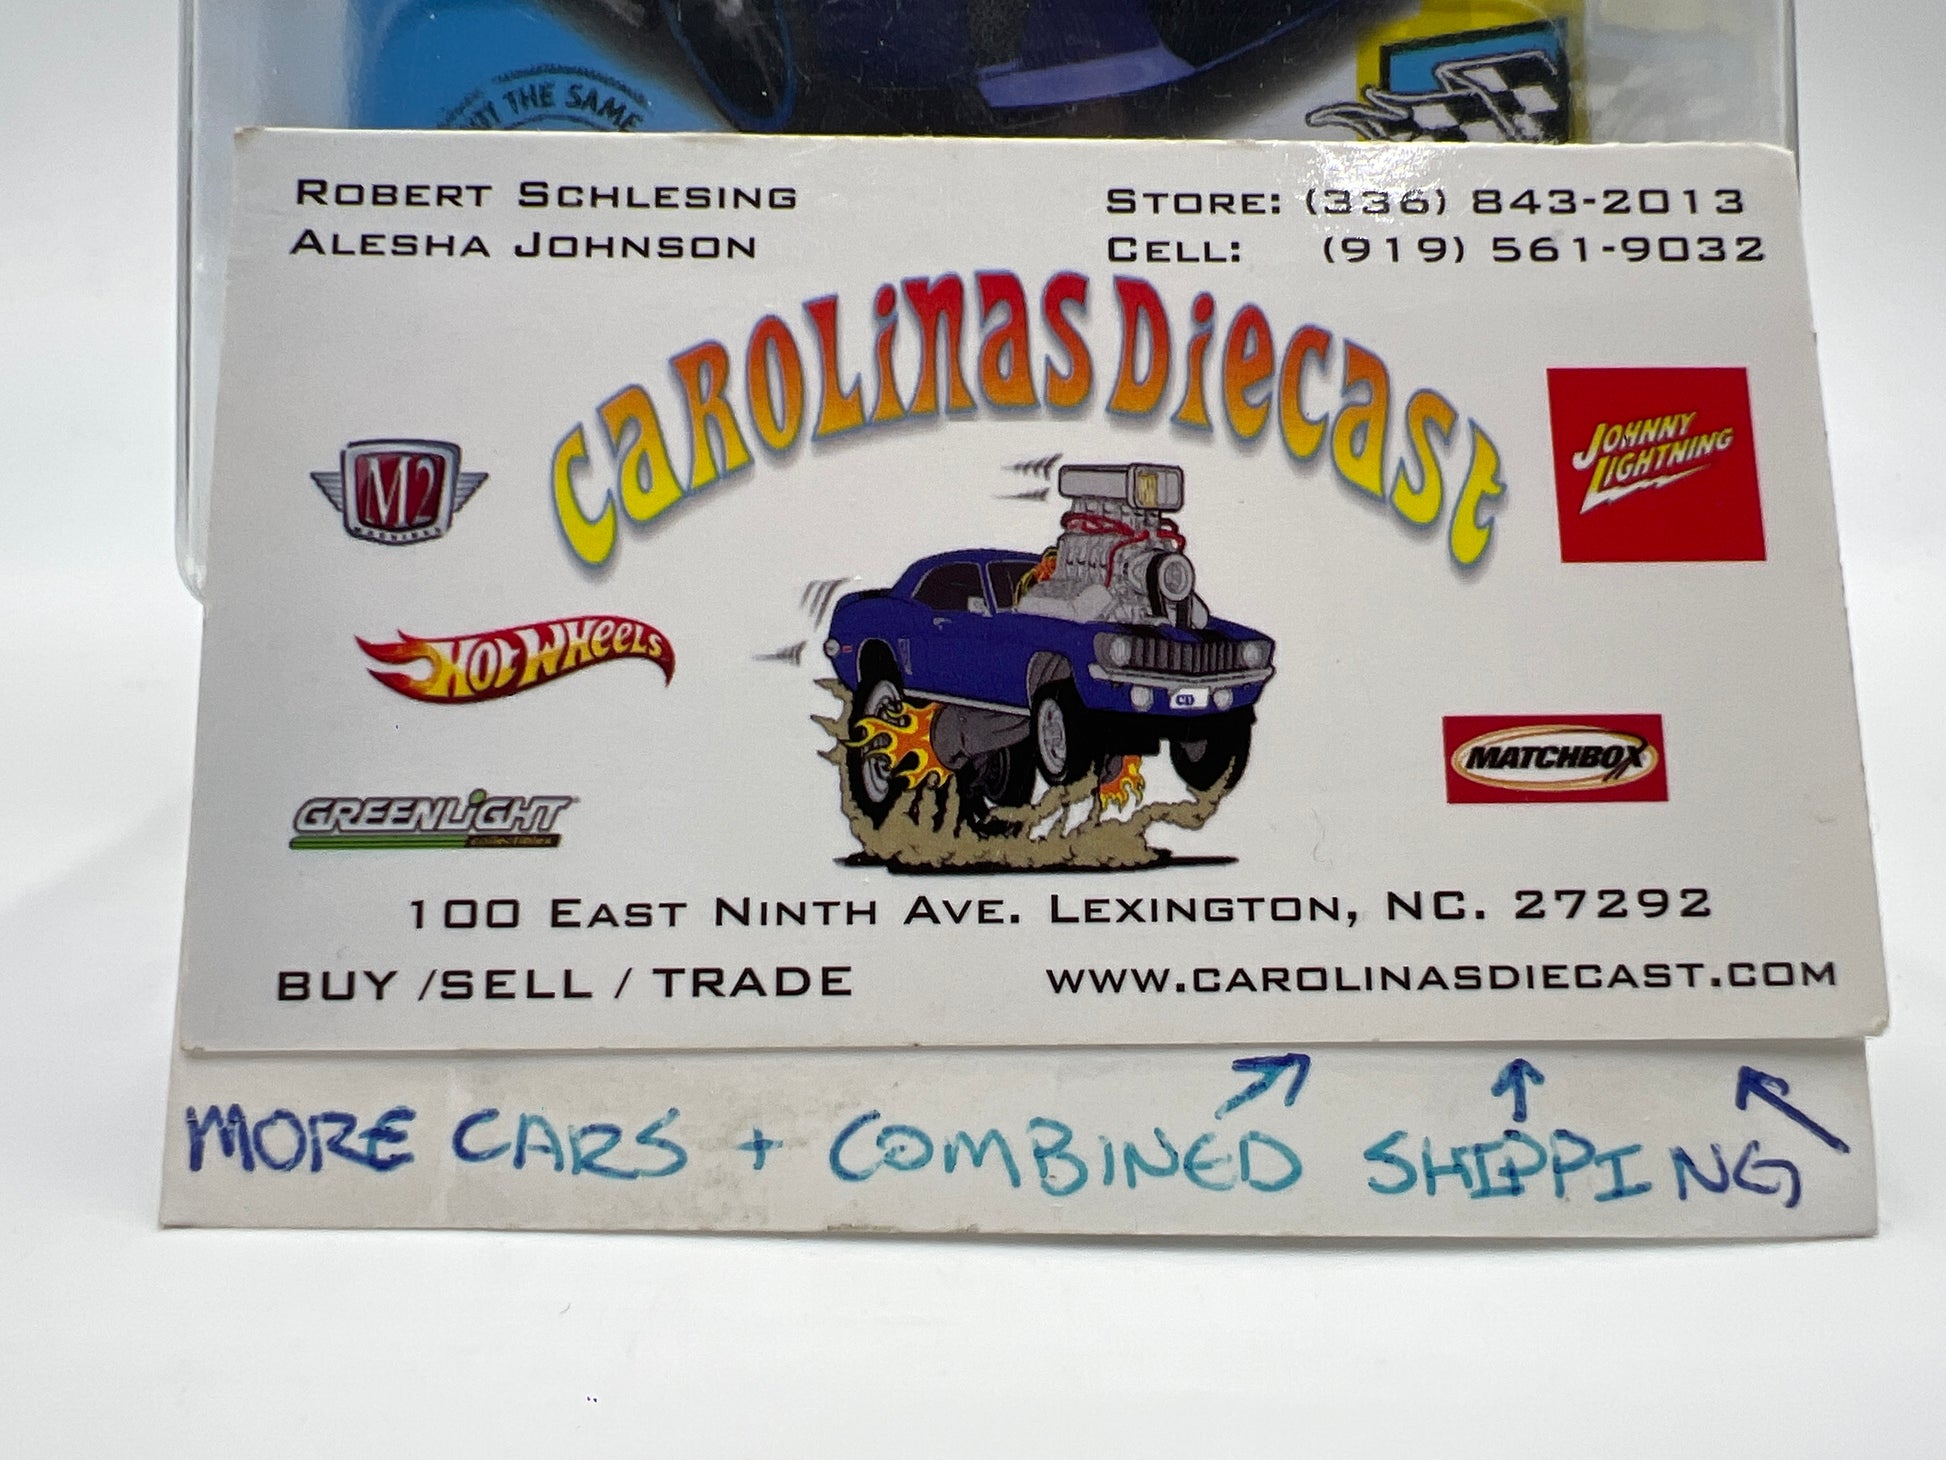 THE SAME
ROBERT SCHLESING
ALESHA JOHNSON
STORE: (336) 843-2013
CELL: (919) 561-9032
CAROLINAS DIECAST
M2
MACHINES
JOHNNY
LIGHTNING
HOT WHEELS
CD
MATCHBOX
GREENLIGHT
100 EAST NINTH AVE. LEXINGTON, NC. 27292
BUY /SELL / TRADE
WWW.CAROLINASDIECAST.COM
MORE CARS + COMBINED SHIPPING